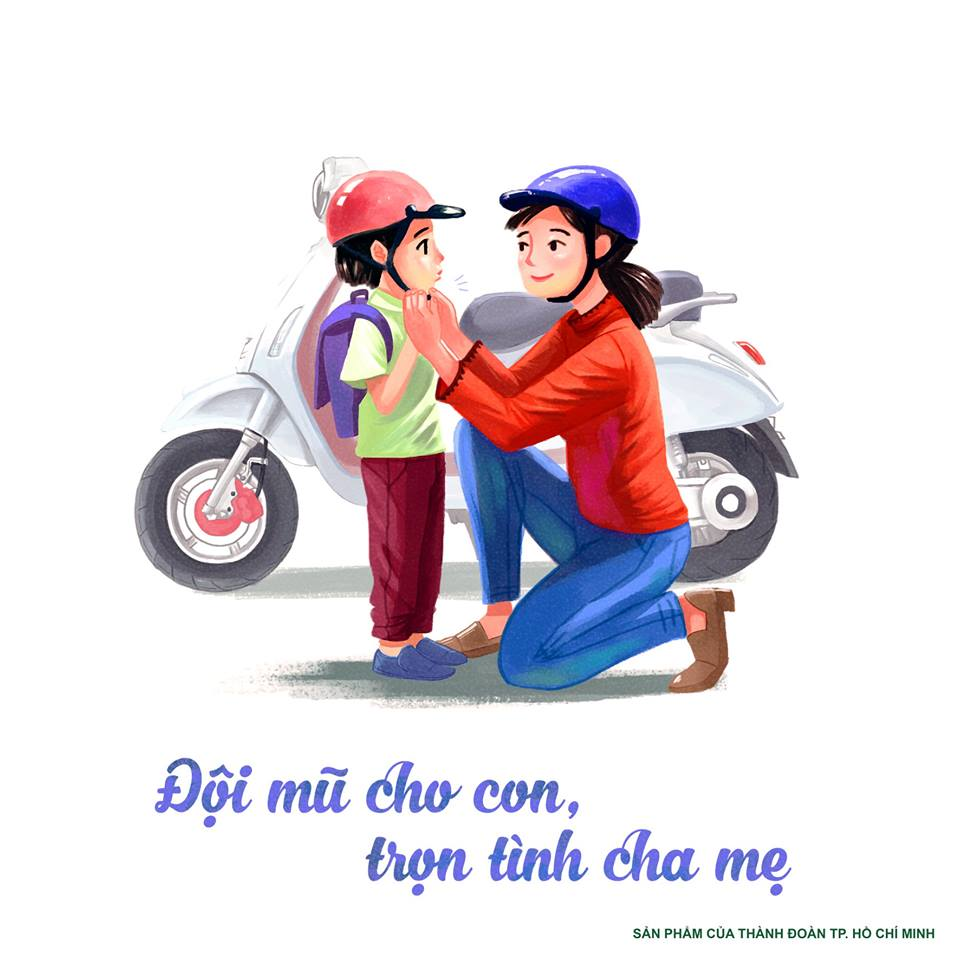 Đội mũ cho con,
trọn tình cha mẹ
SẢN PHẨM CỦA THÀNH ĐOÀN TP. HỒ CHÍ MINH